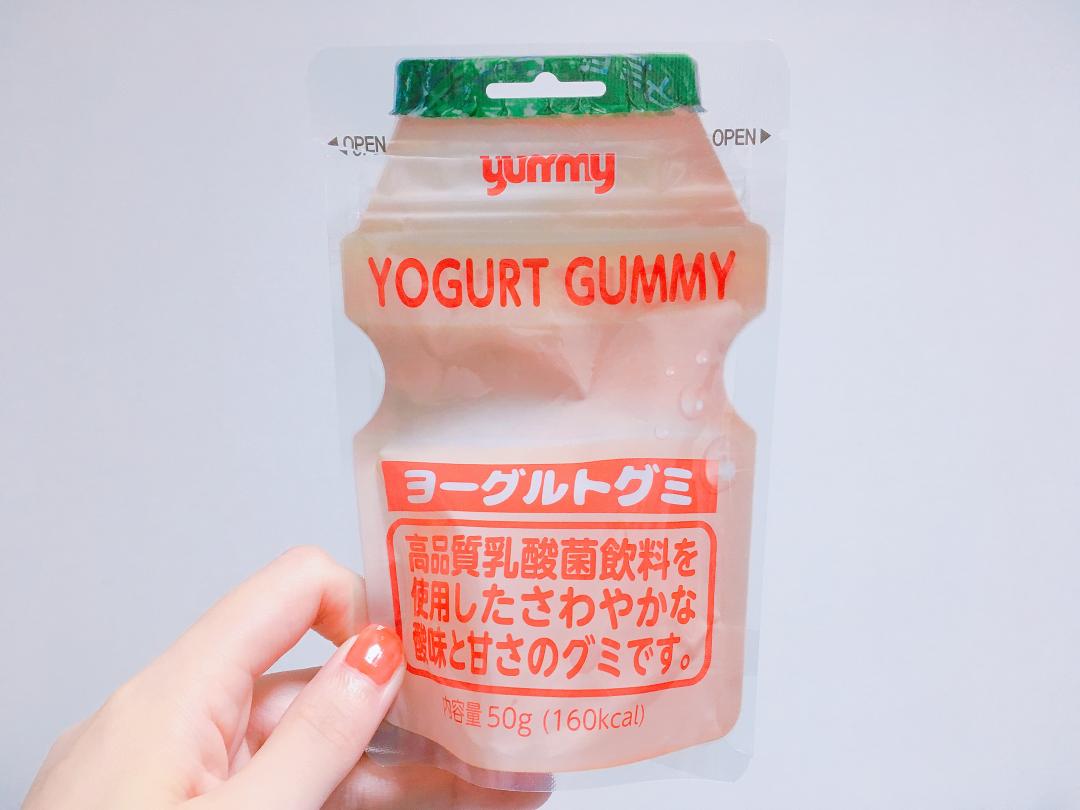 OPEN
OPEN
yummy
YOGURT GUMMY
ヨーグルトグミ
高品質乳酸菌飲料を
使用したさわやかな
酸味と甘さのグミです。
内容量 50g (160kcal)